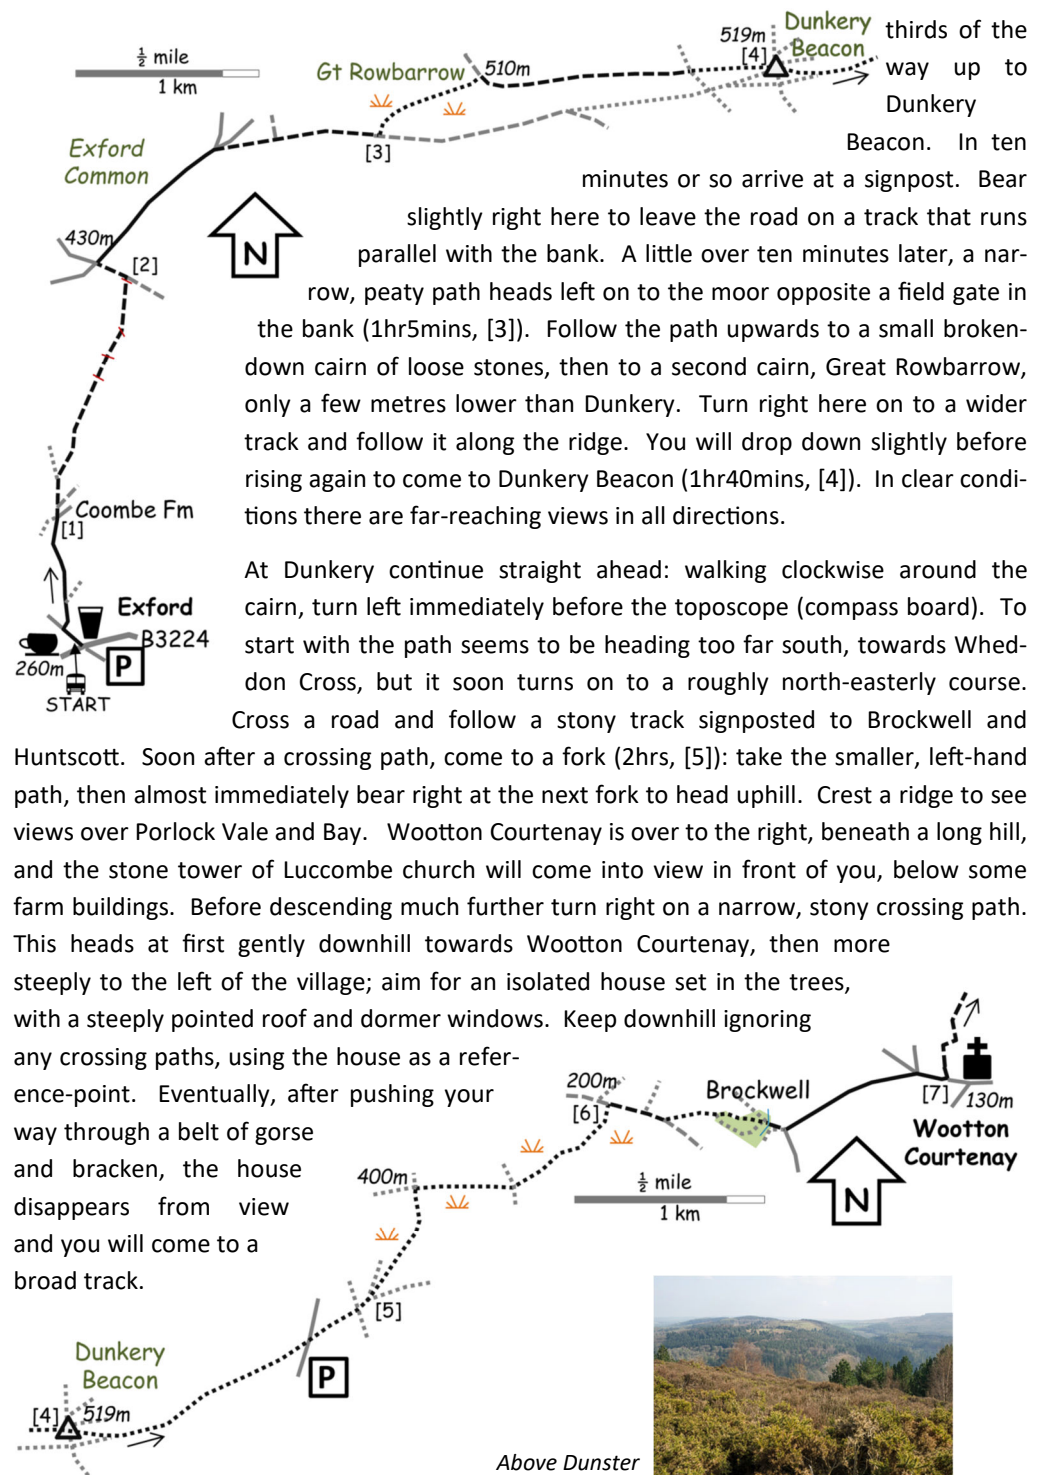 Dunkery
Beacon
519m
[4]
½ mile
1 km
Gt Rowbarrow
510m
[3]
Exford
Common
430m
[2]
N
Coombe Fm
[1]
Exford
B3224
260m
P
START
thirds of the
way up to
Dunkery
Beacon. In ten
minutes or so arrive at a signpost. Bear
slightly right here to leave the road on a track that runs
parallel with the bank. A little over ten minutes later, a nar-
row, peaty path heads left on to the moor opposite a field gate in
the bank (1hr5mins, [3]). Follow the path upwards to a small broken-
down cairn of loose stones, then to a second cairn, Great Rowbarrow,
only a few metres lower than Dunkery. Turn right here on to a wider
track and follow it along the ridge. You will drop down slightly before
rising again to come to Dunkery Beacon (1hr40mins, [4]). In clear condi-
tions there are far-reaching views in all directions.
At Dunkery continue straight ahead: walking clockwise around the
cairn, turn left immediately before the toposcope (compass board). To
start with the path seems to be heading too far south, towards Whed-
don Cross, but it soon turns on to a roughly north-easterly course.
Cross a road and follow a stony track signposted to Brockwell and
Huntscott. Soon after a crossing path, come to a fork (2hrs, [5]): take the smaller, left-hand
path, then almost immediately bear right at the next fork to head uphill. Crest a ridge to see
views over Porlock Vale and Bay. Wootton Courtenay is over to the right, beneath a long hill,
and the stone tower of Luccombe church will come into view in front of you, below some
farm buildings. Before descending much further turn right on a narrow, stony crossing path.
This heads at first gently downhill towards Wootton Courtenay, then more
steeply to the left of the village; aim for an isolated house set in the trees,
with a steeply pointed roof and dormer windows. Keep downhill ignoring
any crossing paths, using the house as a refer-
ence-point. Eventually, after pushing your
way through a belt of gorse
and bracken, the house
disappears from view
and you will come to a
broad track.
200m
[6]
Brockwell
[7]
130m
Wootton
Courtenay
400m
½ mile
1 km
N
[5]
P
Dunkery
Beacon
[4]
519m
Above Dunster